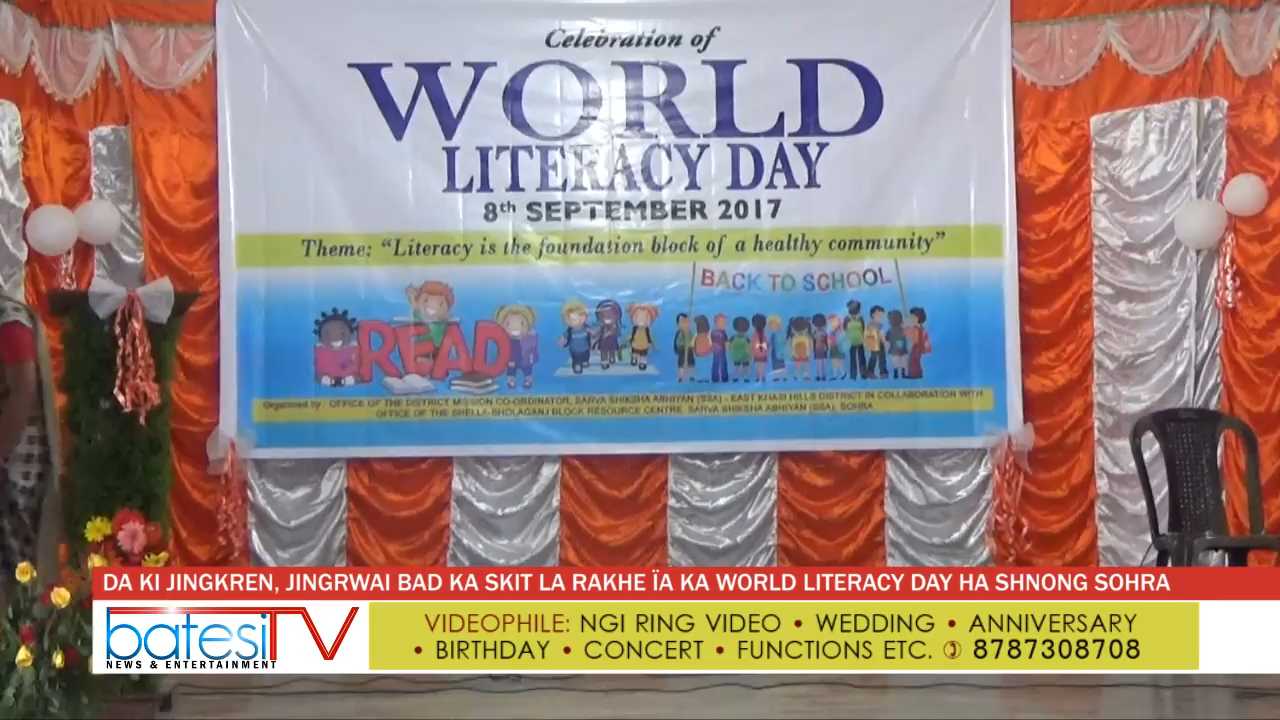 Celebration of
WORLD
LITERACY DAY
8th SEPTEMBER 2017
Theme: "Literacy is the foundation block of a healthy community"
BACK TO SCHOOL
READ
Organised by : OFFICE OF THE DISTRICT MISSION CO-ORDINATOR, SARVA SHIKSHA ABHIYAN (SSA) - EAST KHASI HILLS DISTRICT IN COLLABORATION WITH
OFFICE OF THE SHELLA-BHOLAGANJ BLOCK RESOURCE CENTRE, SARVA SHIKSHA ABHIYAN (SSA), SOHRA
DA KI JINGKREN, JINGRWAI BAD KA SKIT LA RAKHE ÏA KA WORLD LITERACY DAY HA SHNONG SOHRA
batesi TV
NEWS & ENTERTAINMENT
VIDEOPHILE: NGI RING VIDEO • WEDDING • ANNIVERSARY
• BIRTHDAY • CONCERT • FUNCTIONS ETC. ✆ 8787308708